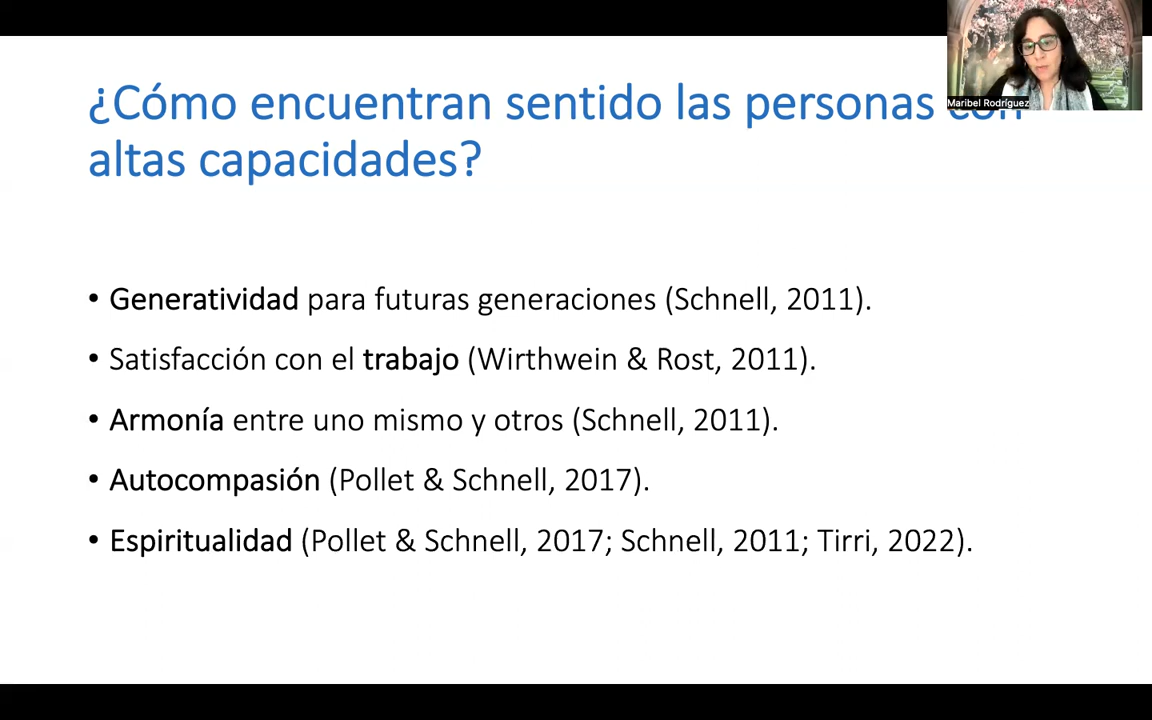 ¿Cómo encuentran sentido las personas con
altas capacidades?
Maribel Rodríguez
• Generatividad para futuras generaciones (Schnell, 2011).
• Satisfacción con el trabajo (Wirthwein & Rost, 2011).
• Armonía entre uno mismo y otros (Schnell, 2011).
• Autocompasión (Pollet & Schnell, 2017).
• Espiritualidad (Pollet & Schnell, 2017; Schnell, 2011; Tirri, 2022).